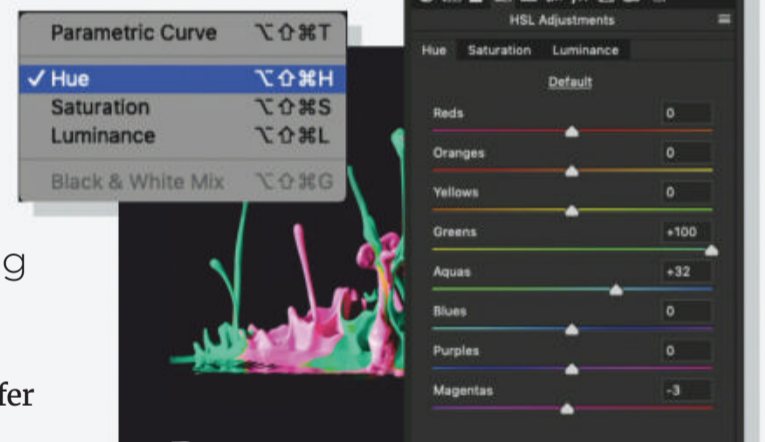 Parametric Curve ⌥⇧⌘T
✓ Hue ⌥⇧⌘H
Saturation ⌥⇧⌘S
Luminance ⌥⇧⌘L
Black & White Mix ⌥⇧⌘G
g
fer
HSL Adjustments
Hue Saturation Luminance
Default
Reds 0
Oranges 0
Yellows 0
Greens +100
Aquas +32
Blues 0
Purples 0
Magentas -3